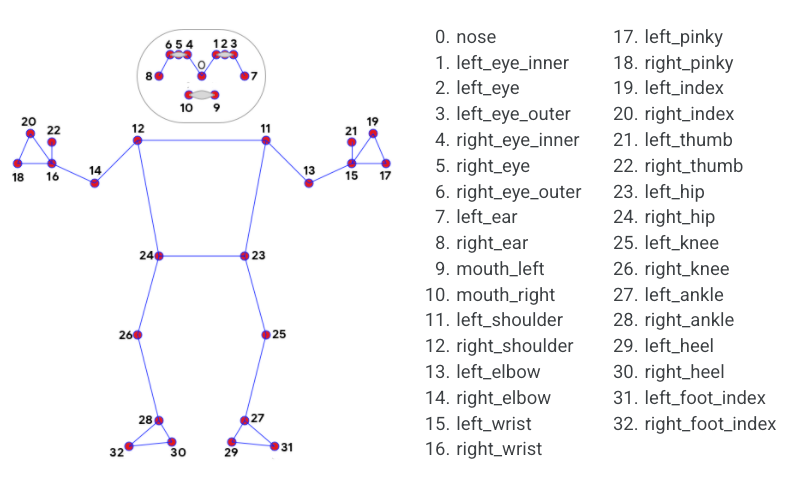 6 5 4 1 2 3
0
8 7
10 9
20 22 12 11 21 19
18 16 14 13 15 17
24 23
26 25
28 27
32 30 29 31
0. nose
1. left_eye_inner
2. left_eye
3. left_eye_outer
4. right_eye_inner
5. right_eye
6. right_eye_outer
7. left_ear
8. right_ear
9. mouth_left
10. mouth_right
11. left_shoulder
12. right_shoulder
13. left_elbow
14. right_elbow
15. left_wrist
16. right_wrist
17. left_pinky
18. right_pinky
19. left_index
20. right_index
21. left_thumb
22. right_thumb
23. left_hip
24. right_hip
25. left_knee
26. right_knee
27. left_ankle
28. right_ankle
29. left_heel
30. right_heel
31. left_foot_index
32. right_foot_index